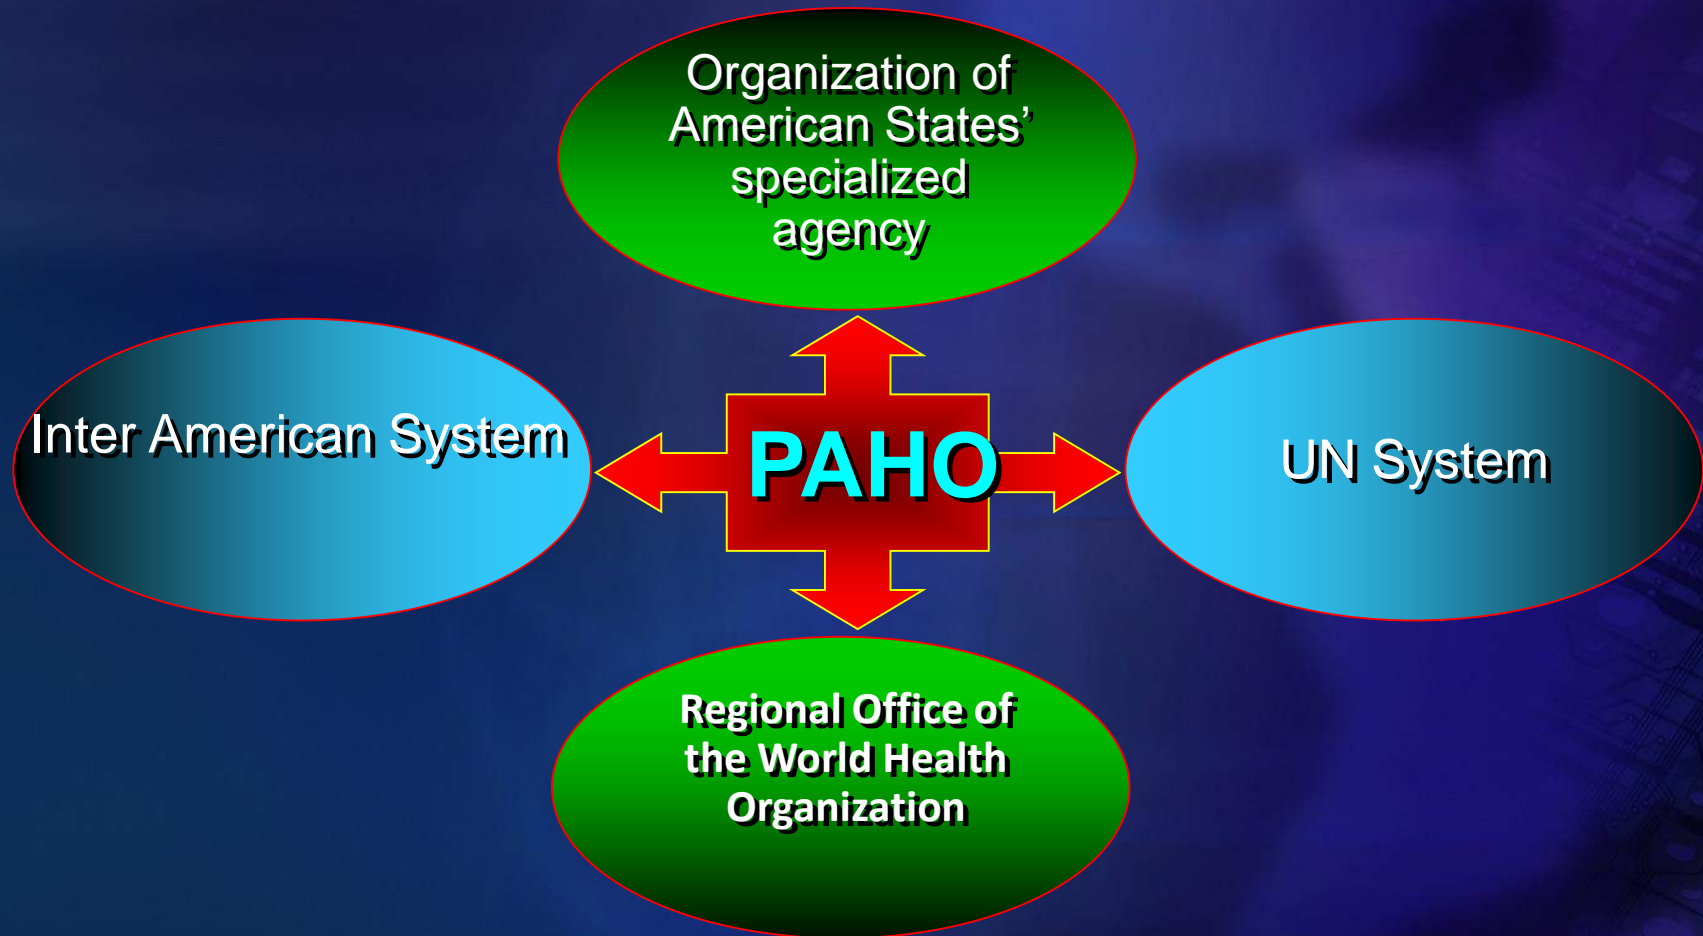 Organization of
American States’
specialized
agency
Inter American System
PAHO
UN System
Regional Office of
the World Health
Organization